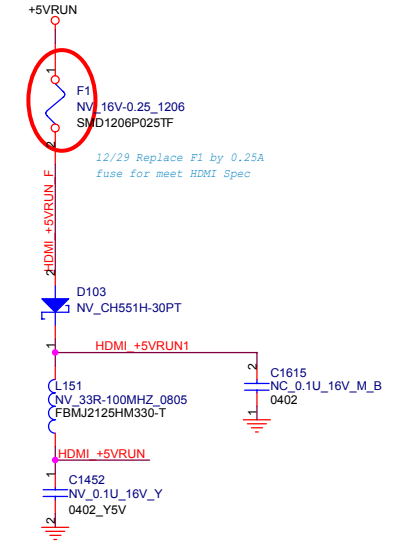 +5VRUN
1
F1
NV_16V-0.25_1206
SMD1206P025TF
2
12/29 Replace F1 by 0.25A
fuse for meet HDMI Spec
HDMI_+5VRUN_F
2
D103
NV_CH551H-30PT
1
HDMI_+5VRUN1
2
C1615
NC_0.1U_16V_M_B
0402
1
L151
NV_33R-100MHZ_0805
FBMJ2125HM330-T
HDMI_+5VRUN
1
C1452
NV_0.1U_16V_Y
0402_Y5V
2